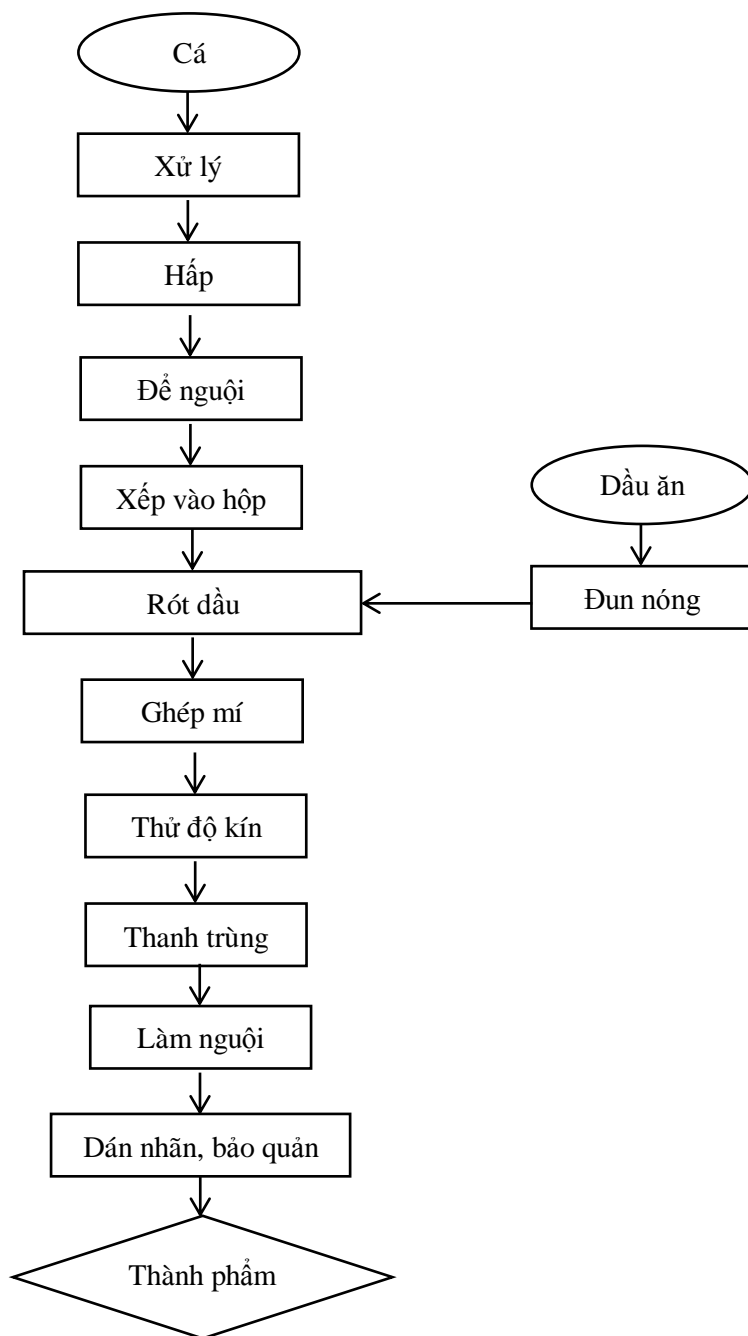 Cá
Xử lý
Hấp
Để nguội
Xếp vào hộp
Dầu ăn
Rót dầu
Đun nóng
Ghép mí
Thử độ kín
Thanh trùng
Làm nguội
Dán nhãn, bảo quản
Thành phẩm